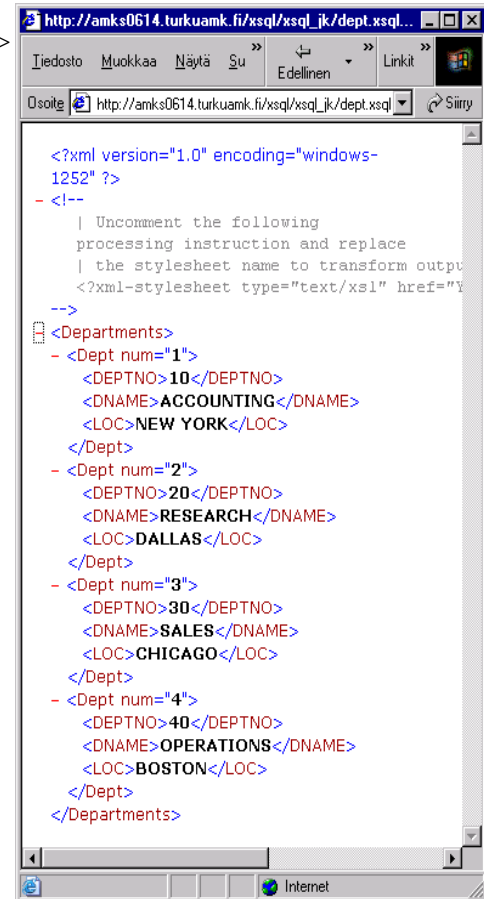 http://amks0614.turkuamk.fi/xsql/xsql_jk/dept.xsql...
>
Tiedosto Muokkaa Näytä Su » Edellinen » Linkit »
Osoite http://amks0614.turkuamk.fi/xsql/xsql_jk/dept.xsql Siirry
<?xml version="1.0" encoding="windows-
1252" ?>
- <!--
| Uncomment the following
processing instruction and replace
| the stylesheet name to transform outpu
<?xml-stylesheet type="text/xsl" href="Y
-->
- <Departments>
- <Dept num="1">
<DEPTNO>10</DEPTNO>
<DNAME>ACCOUNTING</DNAME>
<LOC>NEW YORK</LOC>
</Dept>
- <Dept num="2">
<DEPTNO>20</DEPTNO>
<DNAME>RESEARCH</DNAME>
<LOC>DALLAS</LOC>
</Dept>
- <Dept num="3">
<DEPTNO>30</DEPTNO>
<DNAME>SALES</DNAME>
<LOC>CHICAGO</LOC>
</Dept>
- <Dept num="4">
<DEPTNO>40</DEPTNO>
<DNAME>OPERATIONS</DNAME>
<LOC>BOSTON</LOC>
</Dept>
</Departments>
Internet